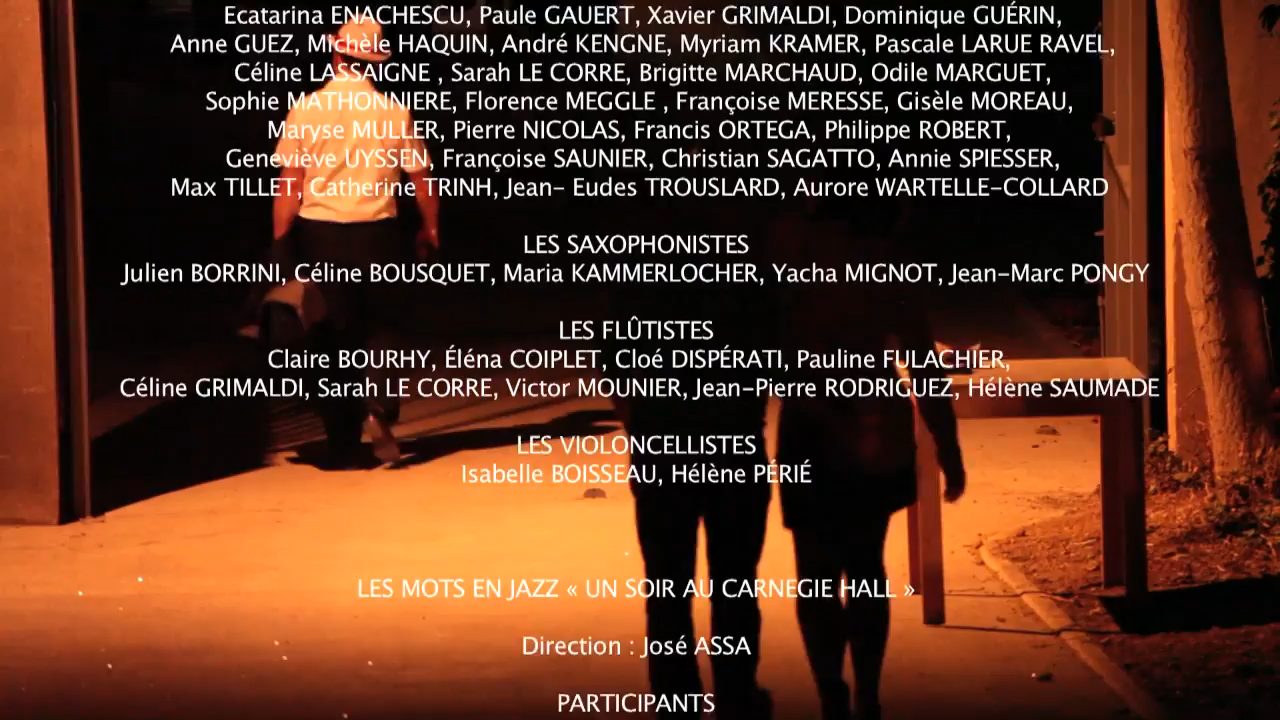 Ecatarina ENACHESCU, Paule GAUERT, Xavier GRIMALDI, Dominique GUÉRIN,
Anne GUEZ, Michèle HAQUIN, André KENGNE, Myriam KRAMER, Pascale LARUE RAVEL,
Céline LASSAIGNE , Sarah LE CORRE, Brigitte MARCHAUD, Odile MARGUET,
Sophie MATHONNIERE, Florence MEGGLE , Françoise MERESSE, Gisèle MOREAU,
Maryse MULLER, Pierre NICOLAS, Francis ORTEGA, Philippe ROBERT,
Geneviève UYSSEN, Françoise SAUNIER, Christian SAGATTO, Annie SPIESSER,
Max TILLET, Catherine TRINH, Jean- Eudes TROUSLARD, Aurore WARTELLE-COLLARD
LES SAXOPHONISTES
Julien BORRINI, Céline BOUSQUET, Maria KAMMERLOCHER, Yacha MIGNOT, Jean-Marc PONGY
LES FLÛTISTES
Claire BOURHY, Éléna COIPLET, Cloé DISPÉRATI, Pauline FULACHIER,
Céline GRIMALDI, Sarah LE CORRE, Victor MOUNIER, Jean-Pierre RODRIGUEZ, Hélène SAUMADE
LES VIOLONCELLISTES
Isabelle BOISSEAU, Hélène PÉRIÉ
LES MOTS EN JAZZ « UN SOIR AU CARNEGIE HALL »
Direction : José ASSA
PARTICIPANTS